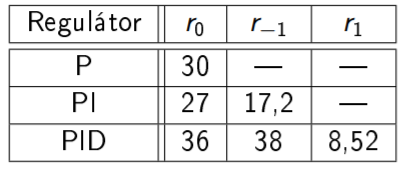 Regulátor r₀ r₋₁ r₁
P 30 — —
PI 27 17,2 —
PID 36 38 8,52